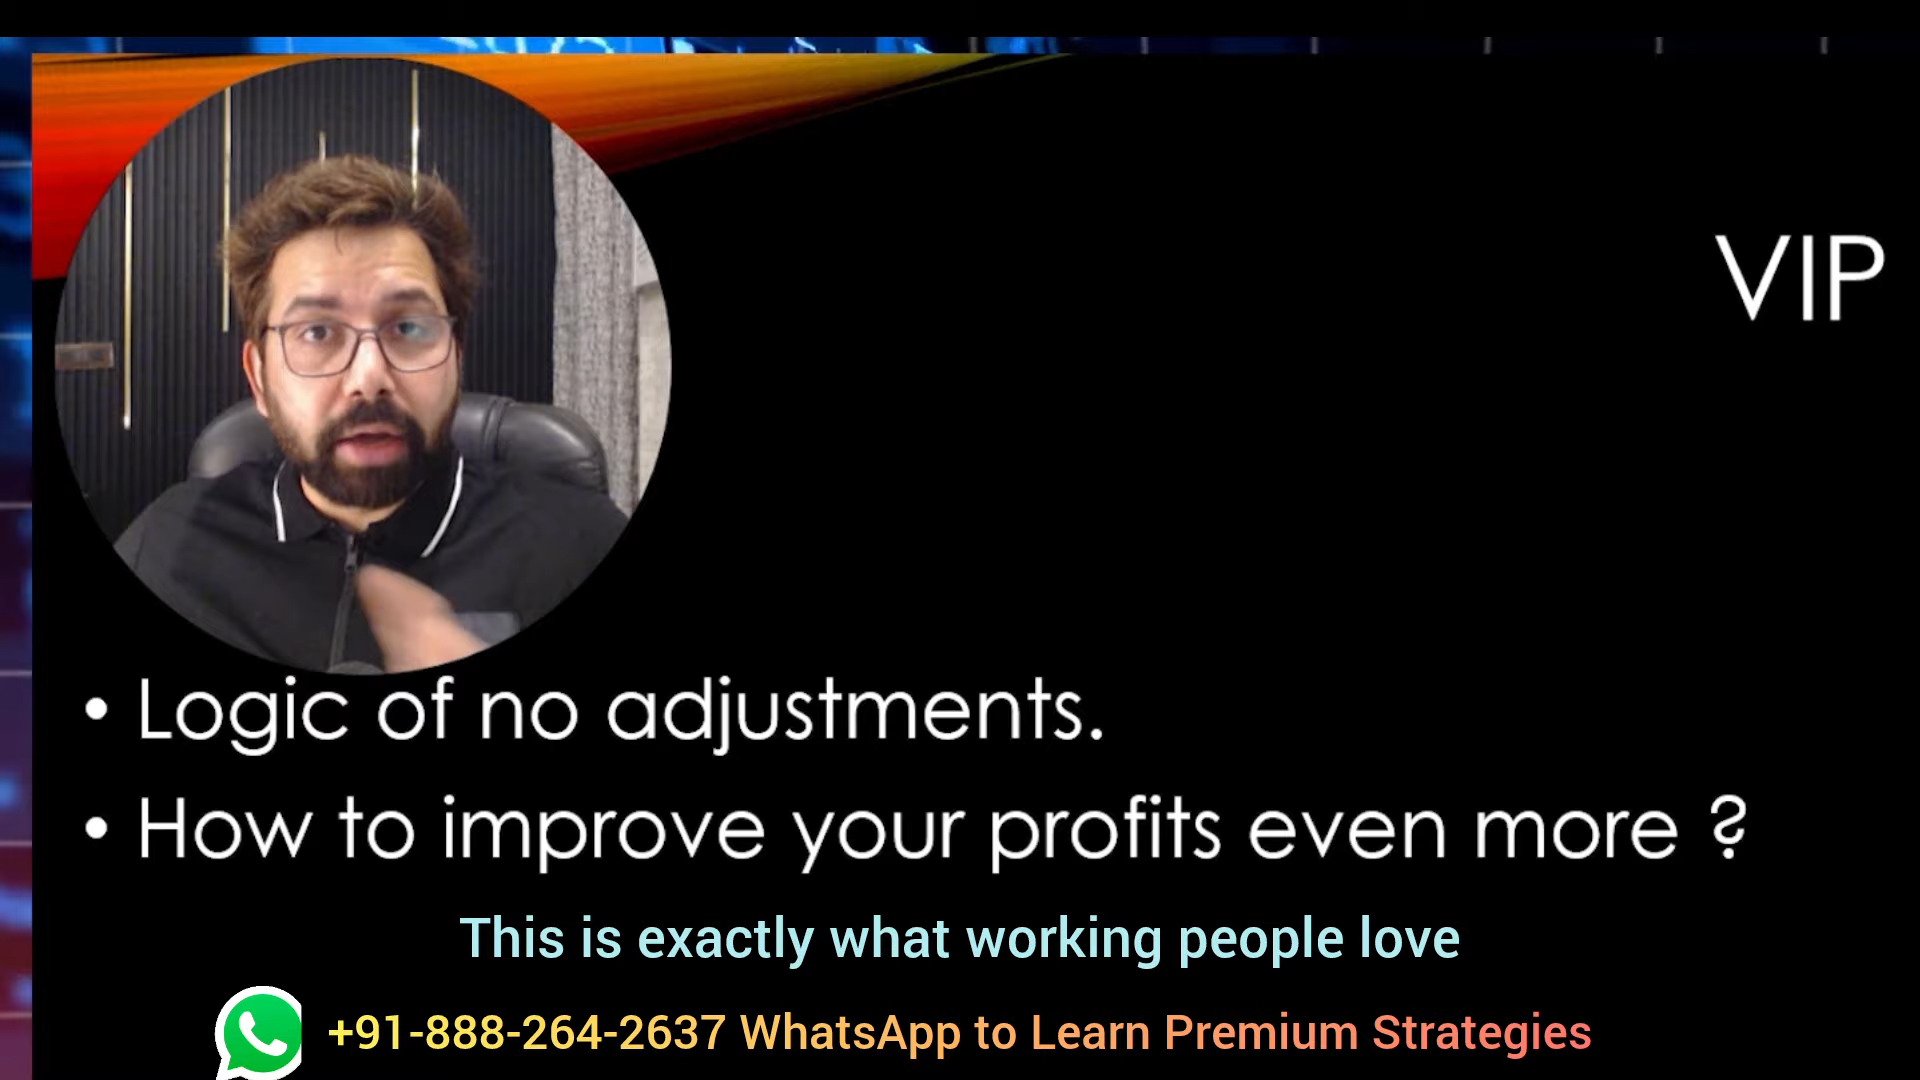 VIP
• Logic of no adjustments.
• How to improve your profits even more ?
This is exactly what working people love
+91-888-264-2637 WhatsApp to Learn Premium Strategies